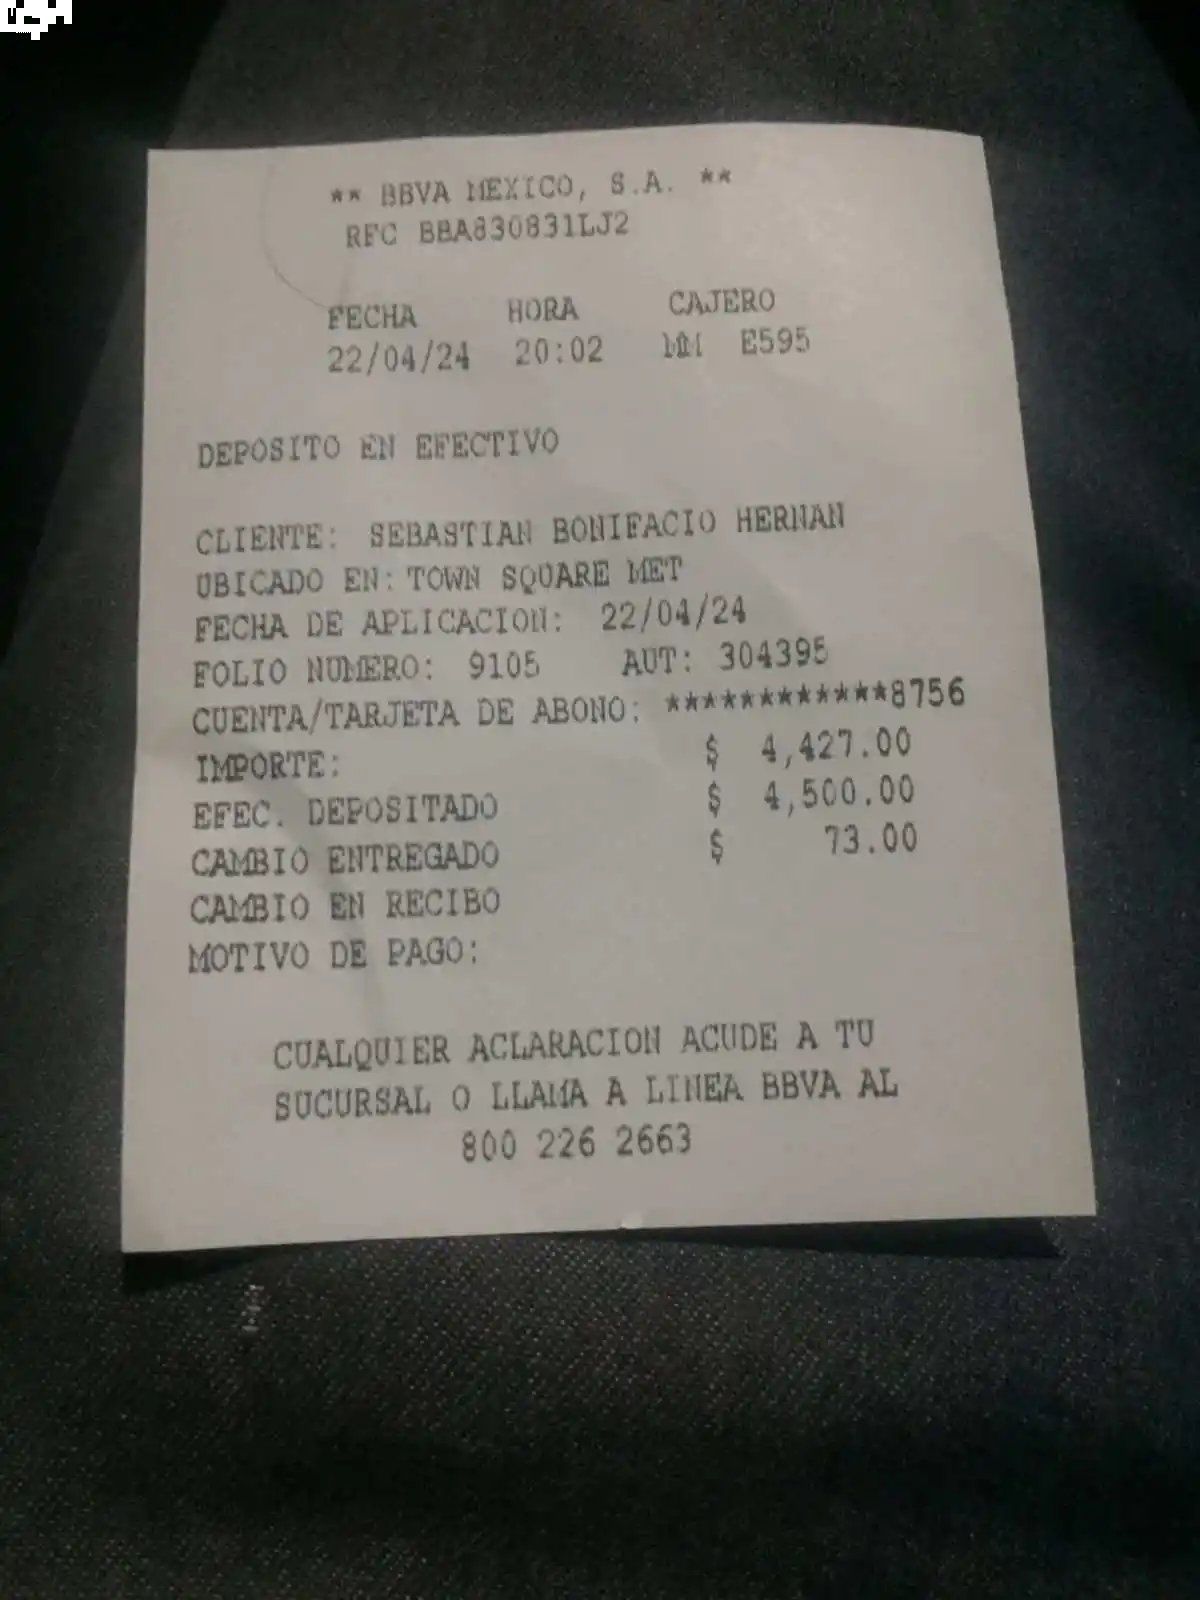 ** BBVA MEXICO, S.A. **
RFC BBA830831LJ2
FECHA HORA CAJERO
22/04/24 20:02 MM E595
DEPOSITO EN EFECTIVO
CLIENTE: SEBASTIAN BONIFACIO HERNAN
UBICADO EN: TOWN SQUARE MET
FECHA DE APLICACION: 22/04/24
FOLIO NUMERO: 9105 AUT: 304395
CUENTA/TARJETA DE ABONO: ************8756
IMPORTE: $ 4,427.00
EFEC. DEPOSITADO $ 4,500.00
CAMBIO ENTREGADO $ 73.00
CAMBIO EN RECIBO
MOTIVO DE PAGO:
CUALQUIER ACLARACION ACUDE A TU
SUCURSAL O LLAMA A LINEA BBVA AL
800 226 2663